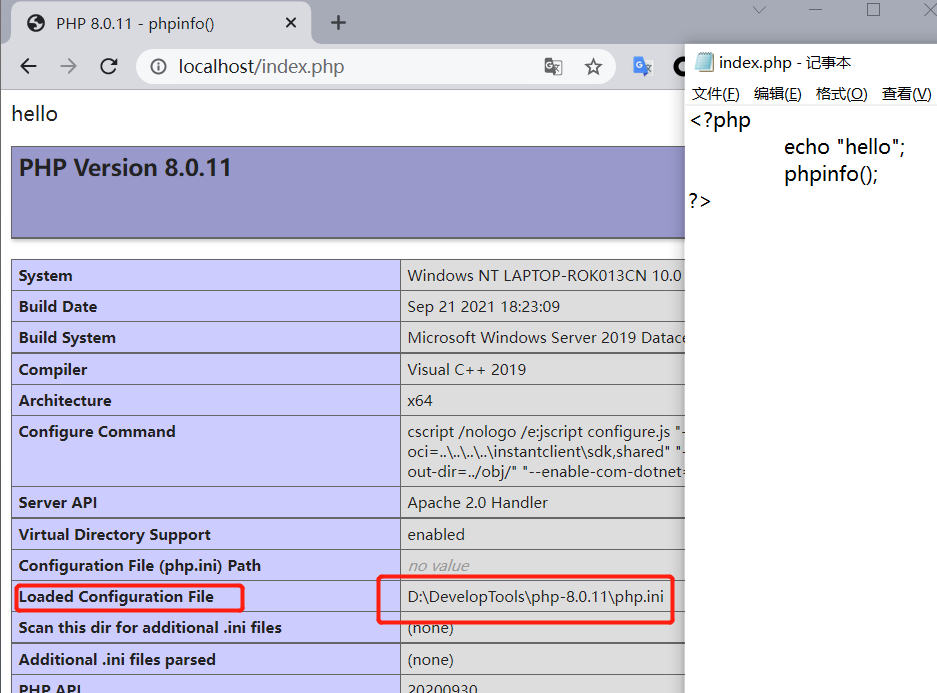 PHP 8.0.11 - phpinfo()
localhost/index.php
index.php - 记事本
文件(F) 编辑(E) 格式(O) 查看(V)
<?php
echo "hello";
phpinfo();
?>
hello
PHP Version 8.0.11
System Windows NT LAPTOP-ROK013CN 10.0
Build Date Sep 21 2021 18:23:09
Build System Microsoft Windows Server 2019 Datace
Compiler Visual C++ 2019
Architecture x64
Configure Command cscript /nologo /e:jscript configure.js "-
oci=..\..\..\..\instantclient\sdk,shared" "-
out-dir=../obj/" "--enable-com-dotnet=
Server API Apache 2.0 Handler
Virtual Directory Support enabled
Configuration File (php.ini) Path no value
Loaded Configuration File D:\DevelopTools\php-8.0.11\php.ini
Scan this dir for additional .ini files (none)
Additional .ini files parsed (none)
PHP API 20200930